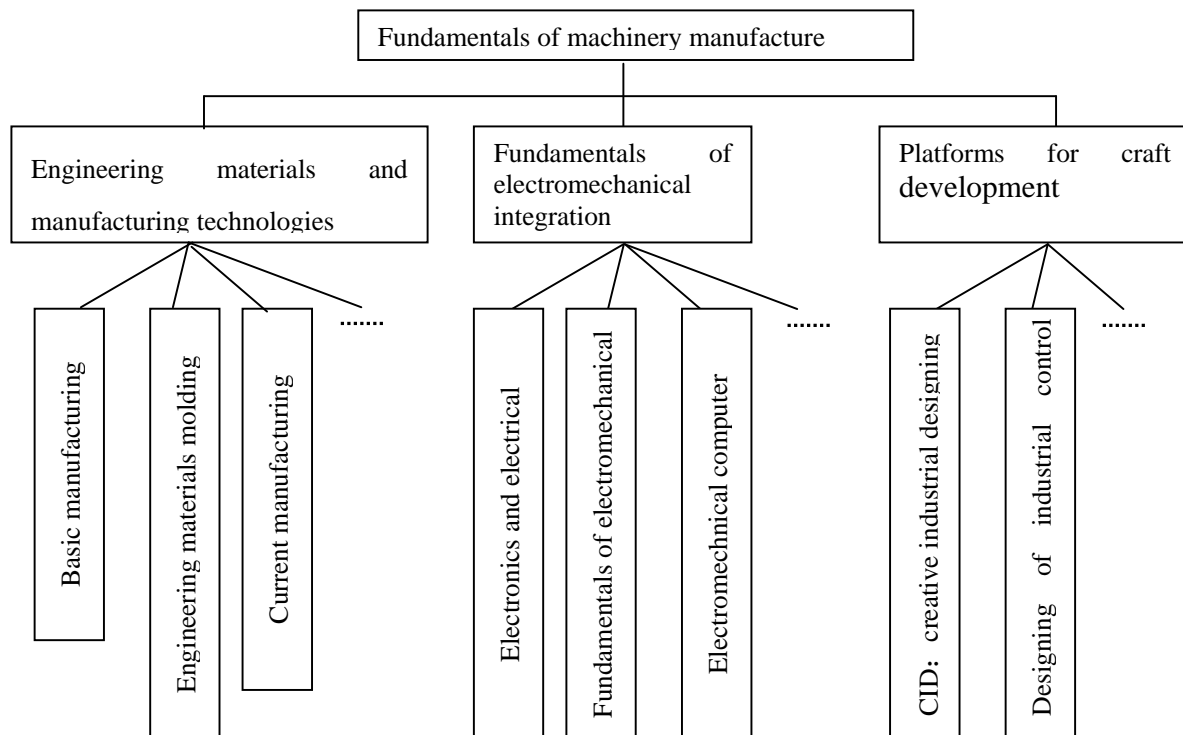 Fundamentals of machinery manufacture
Engineering materials and
manufacturing technologies
Fundamentals of
electromechanical
integration
Platforms for craft
development
Basic manufacturing
Engineering materials molding
Current manufacturing
.......
Electronics and electrical
Fundamentals of electromechanical
Electromechnical computer
.......
CID: creative industrial designing
Designing of industrial control
.......